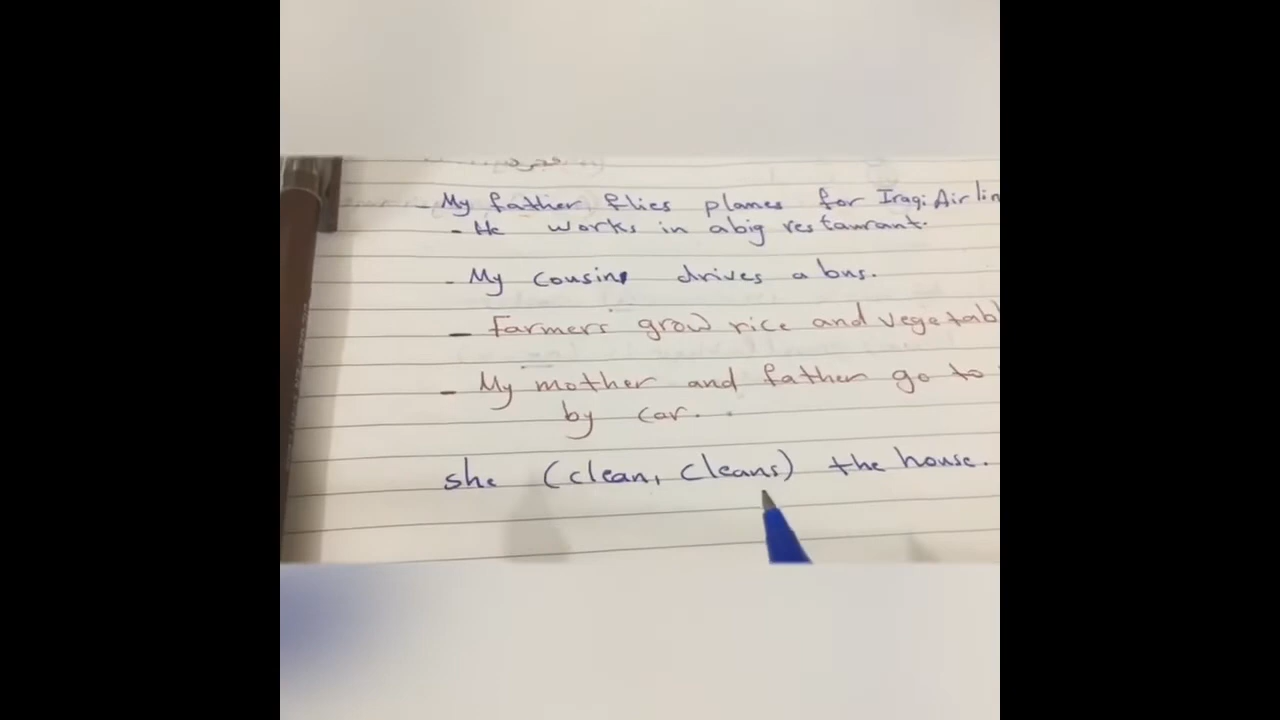 - My father flies planes for Iraqi Airlin
- He works in a big restaurant.
- My cousin drives a bus.
- Farmers grow rice and vegetabl
- My mother and father go to
by car.
she (clean, cleans) the house.